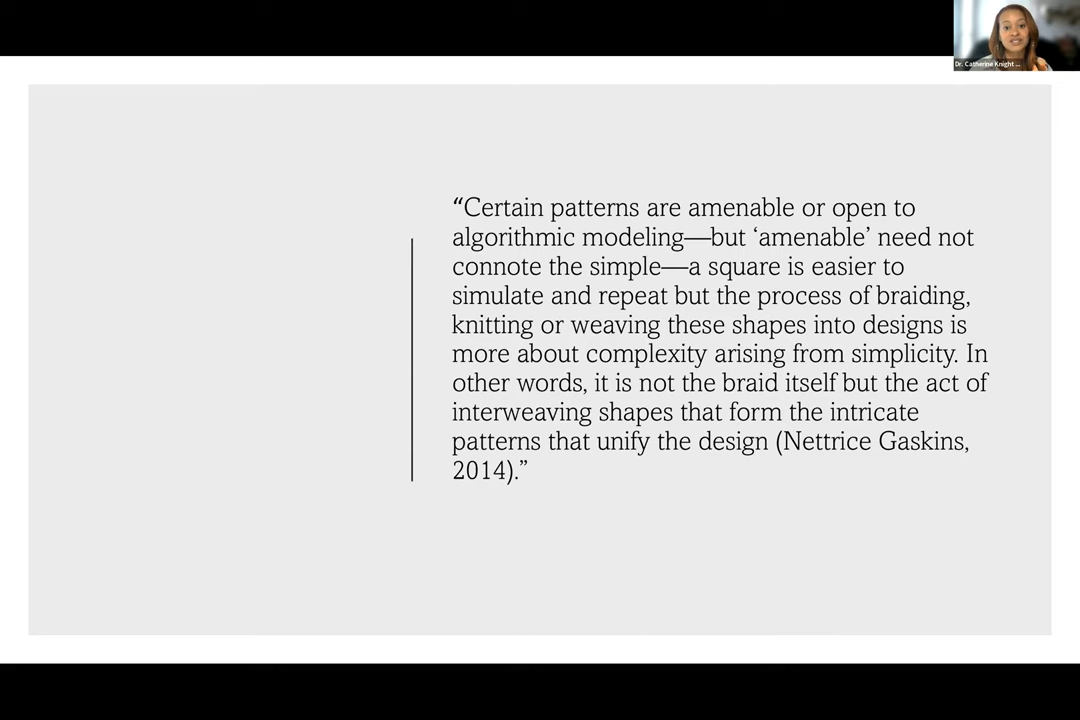 Dr. Catherine Knight ...
“Certain patterns are amenable or open to
algorithmic modeling—but ‘amenable’ need not
connote the simple—a square is easier to
simulate and repeat but the process of braiding,
knitting or weaving these shapes into designs is
more about complexity arising from simplicity. In
other words, it is not the braid itself but the act of
interweaving shapes that form the intricate
patterns that unify the design (Nettrice Gaskins,
2014).”